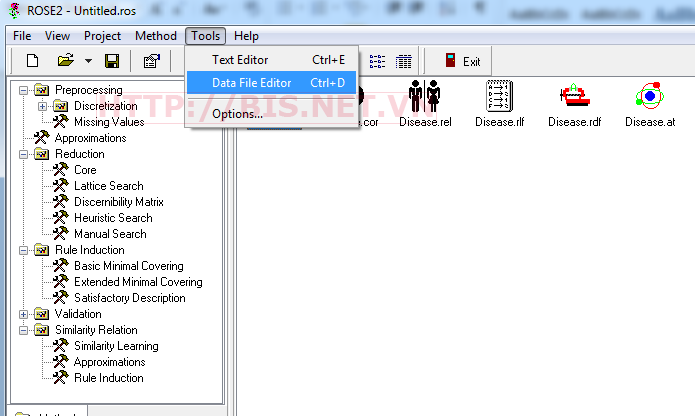 ROSE2 - Untitled.ros
File View Project Method Tools Help
Text Editor Ctrl+E
Data File Editor Ctrl+D
Options...
Exit
Preprocessing
Discretization
Missing Values
Approximations
Reduction
Core
Lattice Search
Discernibility Matrix
Heuristic Search
Manual Search
Rule Induction
Basic Minimal Covering
Extended Minimal Covering
Satisfactory Description
Validation
Similarity Relation
Similarity Learning
Approximations
Rule Induction
HTTP://BIS.NET.VN
.cor
Disease.rel
Disease.rlf
Disease.rdf
Disease.at